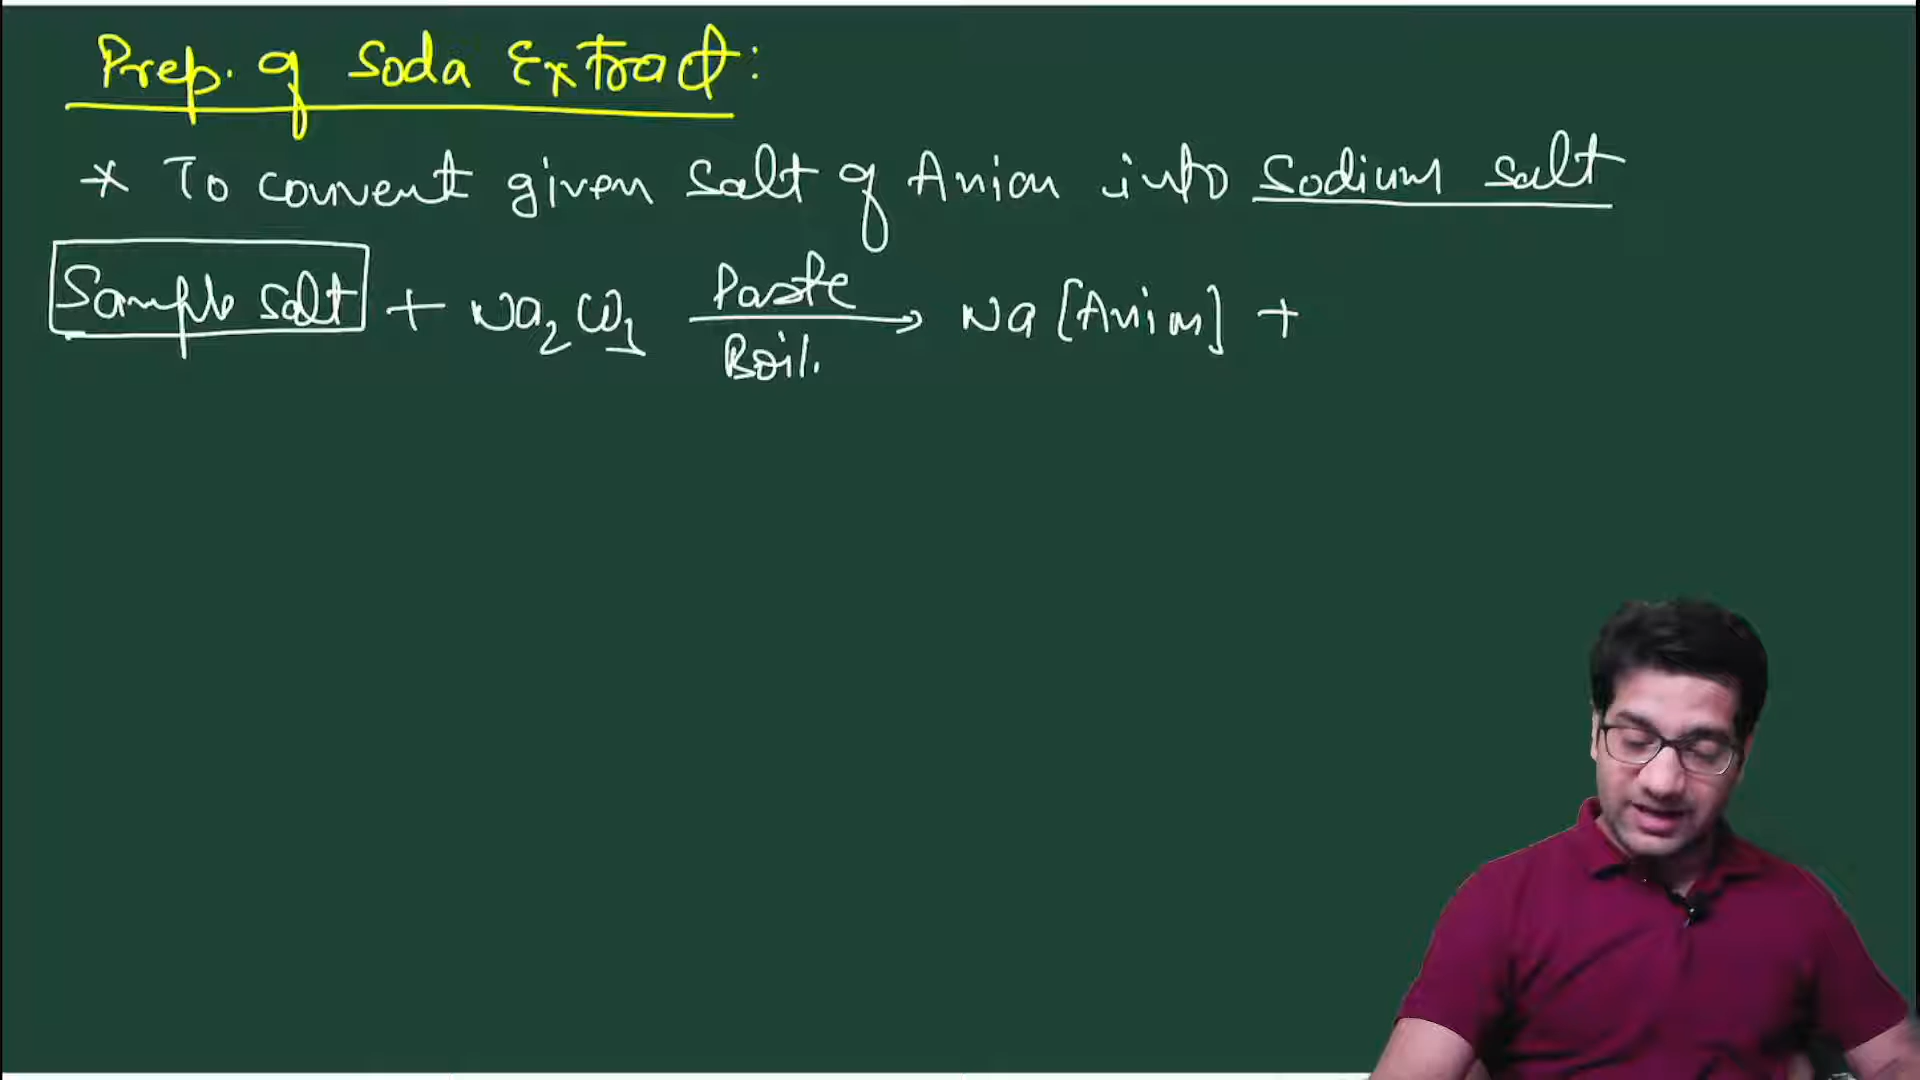 Prep. of Soda Extract:
* To convert given salt of Anion into Sodium salt
Sample salt + Na₂CO₃ Paste → Na [Anion] +
Boil.